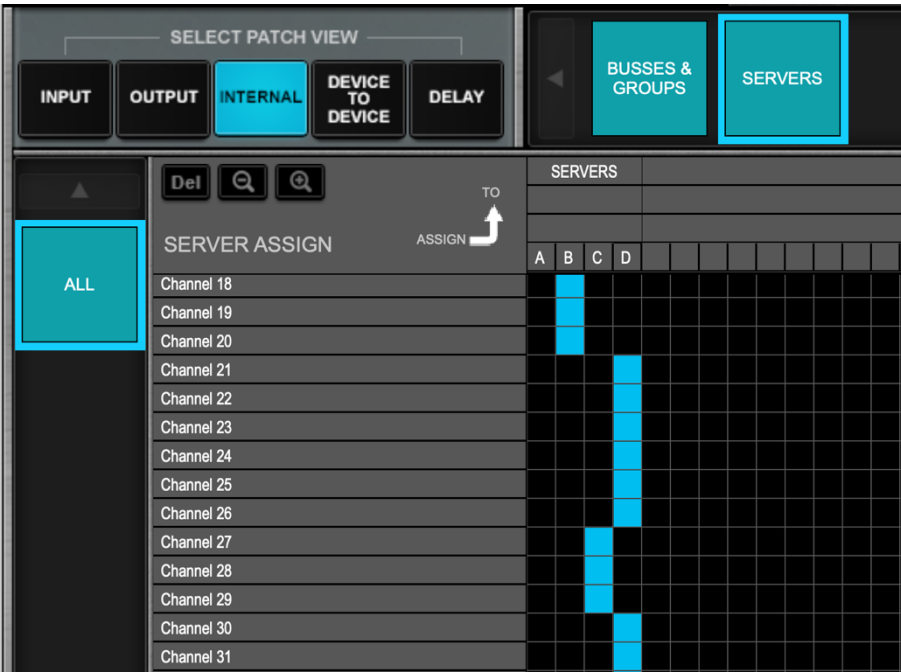 SELECT PATCH VIEW
INPUT
OUTPUT
INTERNAL
DEVICE
TO
DEVICE
DELAY
BUSSES &
GROUPS
SERVERS
ALL
Del
TO
ASSIGN
SERVER ASSIGN
SERVERS
A B C D
Channel 18
Channel 19
Channel 20
Channel 21
Channel 22
Channel 23
Channel 24
Channel 25
Channel 26
Channel 27
Channel 28
Channel 29
Channel 30
Channel 31